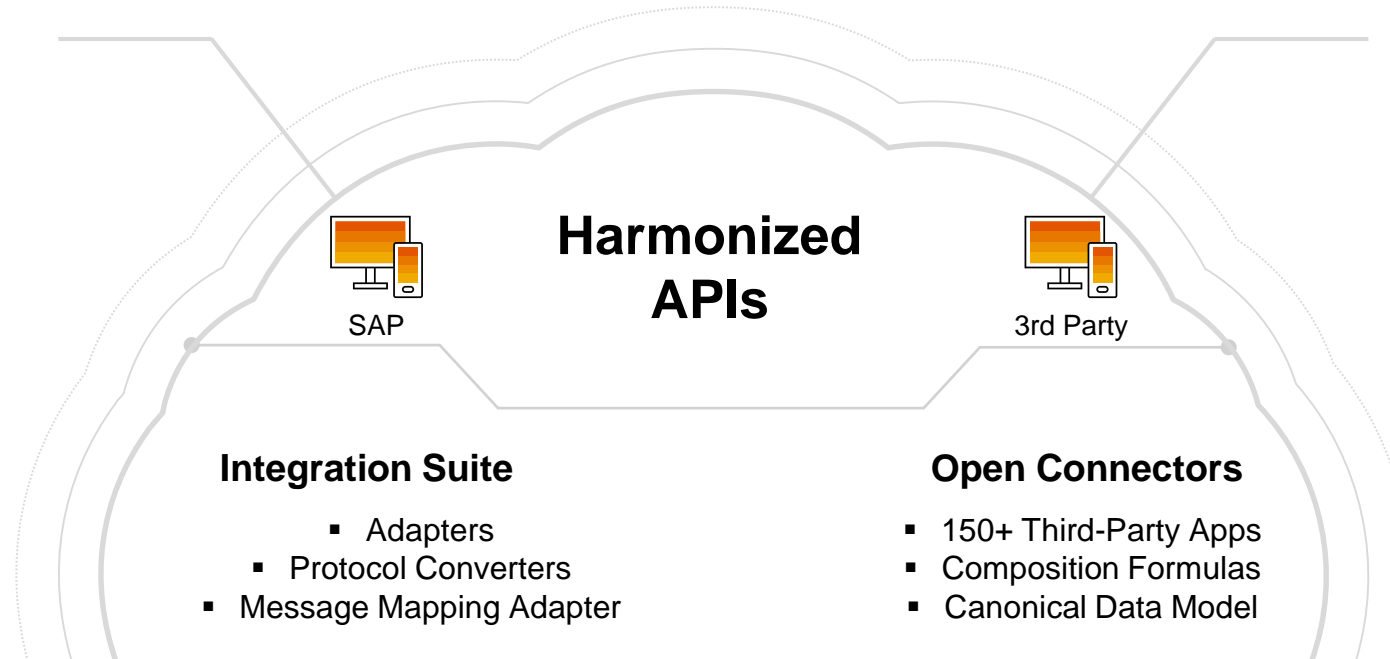 Harmonized
APIs
SAP
3rd Party
Integration Suite
▪ Adapters
▪ Protocol Converters
▪ Message Mapping Adapter
Open Connectors
▪ 150+ Third-Party Apps
▪ Composition Formulas
▪ Canonical Data Model